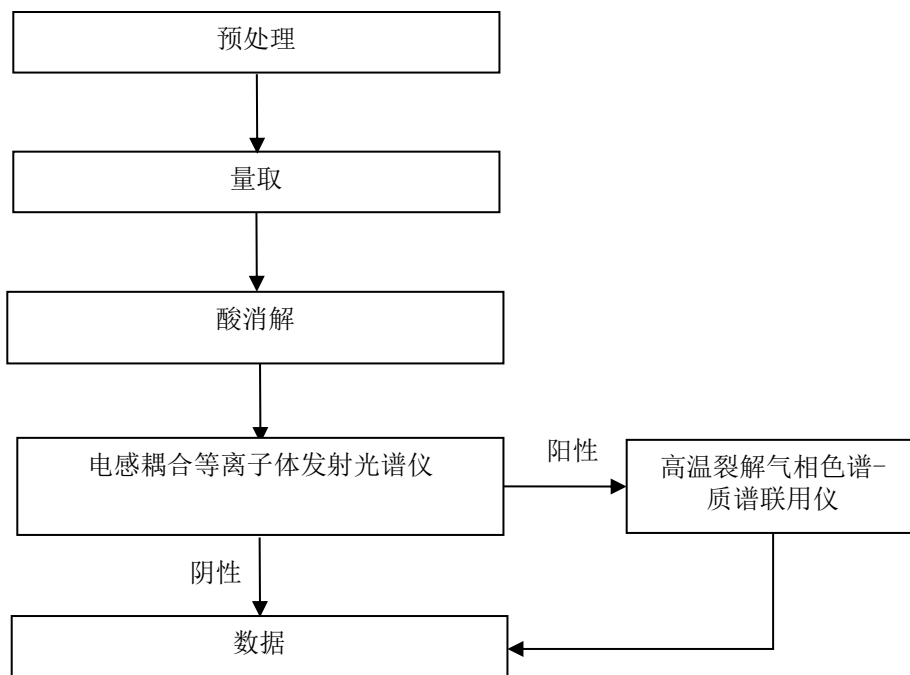 预处理
量取
酸消解
电感耦合等离子体发射光谱仪
阳性
高温裂解气相色谱-
质谱联用仪
阴性
数据